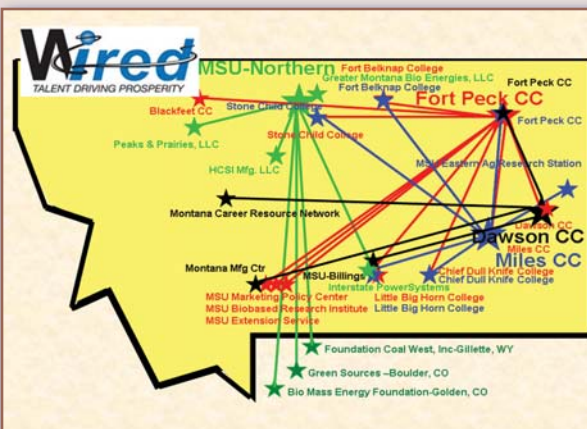 Wired
TALENT DRIVING PROSPERITY
MSU-Northern
Fort Belknap College
Greater Montana Bio Energies, LLC
Fort Belknap College
Fort Peck CC
Fort Peck CC
Fort Peck CC
Blackfeet CC
Stone Child College
Stone Child College
Peaks & Prairies, LLC
HCSI Mfg. LLC
MSU Eastern Ag Research Station
Montana Career Resource Network
Dawson CC
Dawson CC
Miles CC
Miles CC
Montana Mfg Ctr
MSU-Billings
Interstate PowerSystems
Chief Dull Knife College
Chief Dull Knife College
MSU Marketing Policy Center
MSU Biobased Research Institute
MSU Extension Service
Little Big Horn College
Little Big Horn College
Foundation Coal West, Inc-Gillette, WY
Green Sources –Boulder, CO
Bio Mass Energy Foundation-Golden, CO